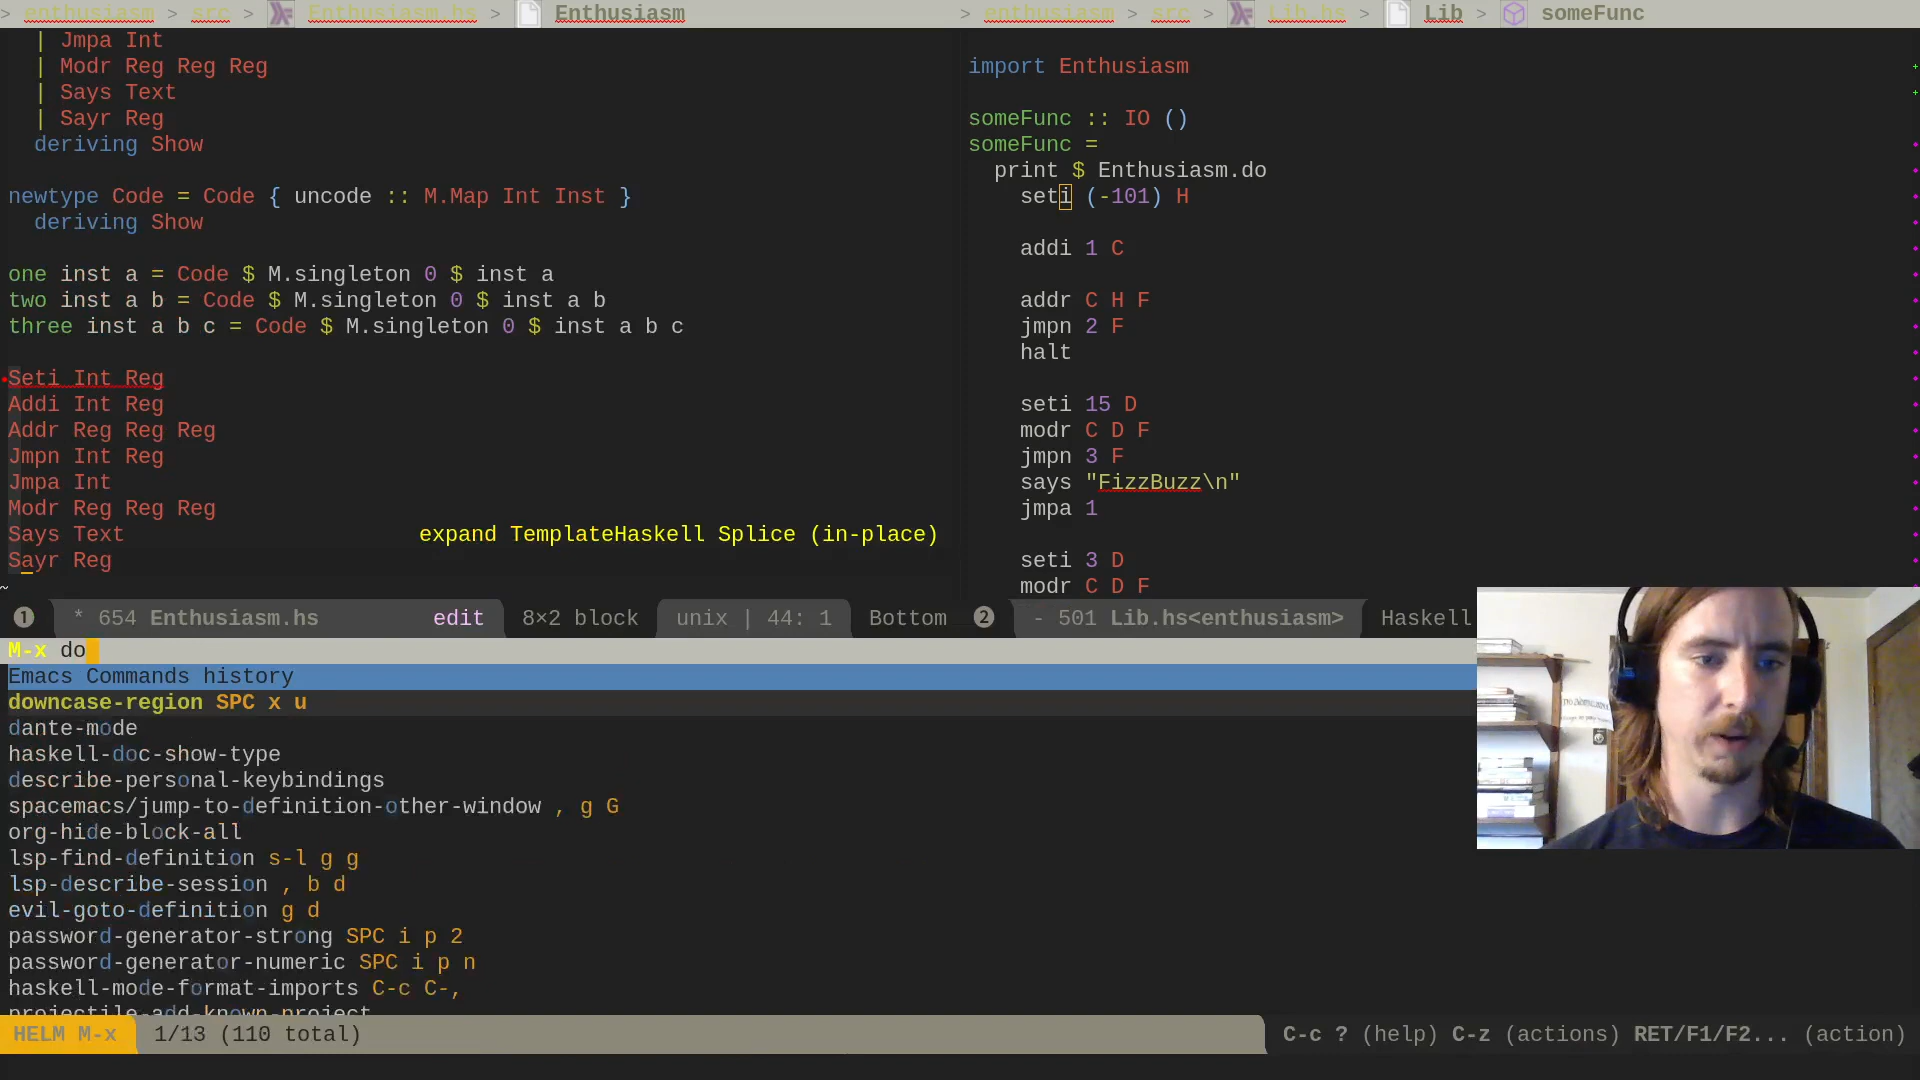 > enthusiasm > src > Enthusiasm.hs > Enthusiasm
| Jmpa Int
| Modr Reg Reg Reg
| Says Text
| Sayr Reg
deriving Show
newtype Code = Code { uncode :: M.Map Int Inst }
deriving Show
one inst a = Code $ M.singleton 0 $ inst a
two inst a b = Code $ M.singleton 0 $ inst a b
three inst a b c = Code $ M.singleton 0 $ inst a b c
Seti Int Reg
Addi Int Reg
Addr Reg Reg Reg
Jmpn Int Reg
Jmpa Int
Modr Reg Reg Reg
Says Text expand TemplateHaskell Splice (in-place)
Sayr Reg
~
1 * 654 Enthusiasm.hs edit 8×2 block unix | 44: 1 Bottom
> enthusiasm > src > Lib.hs > Lib > someFunc
import Enthusiasm
someFunc :: IO ()
someFunc =
print $ Enthusiasm.do
seti (-101) H
addi 1 C
addr C H F
jmpn 2 F
halt
seti 15 D
modr C D F
jmpn 3 F
says "FizzBuzz\n"
jmpa 1
seti 3 D
modr C D F
2 - 501 Lib.hs<enthusiasm> Haskell
M-x do
Emacs Commands history
downcase-region SPC x u
dante-mode
haskell-doc-show-type
describe-personal-keybindings
spacemacs/jump-to-definition-other-window , g G
org-hide-block-all
lsp-find-definition s-l g g
lsp-describe-session , b d
evil-goto-definition g d
password-generator-strong SPC i p 2
password-generator-numeric SPC i p n
haskell-mode-format-imports C-c C-,
projectile-add-known-project
HELM M-x 1/13 (110 total) C-c ? (help) C-z (actions) RET/F1/F2... (action)